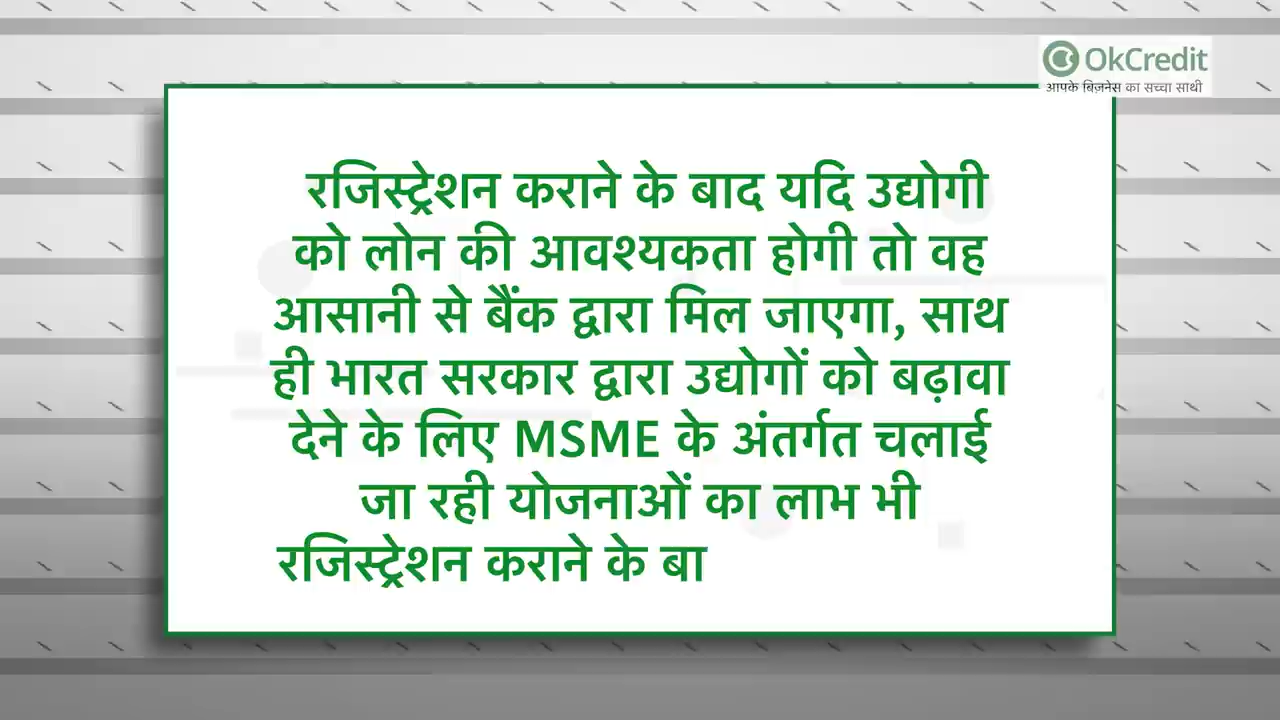 OkCredit
आपके बिज़नेस का सच्चा साथी
रजिस्ट्रेशन कराने के बाद यदि उद्योगी
को लोन की आवश्यकता होगी तो वह
आसानी से बैंक द्वारा मिल जाएगा, साथ
ही भारत सरकार द्वारा उद्योगों को बढ़ावा
देने के लिए MSME के अंतर्गत चलाई
जा रही योजनाओं का लाभ भी
रजिस्ट्रेशन कराने के बा